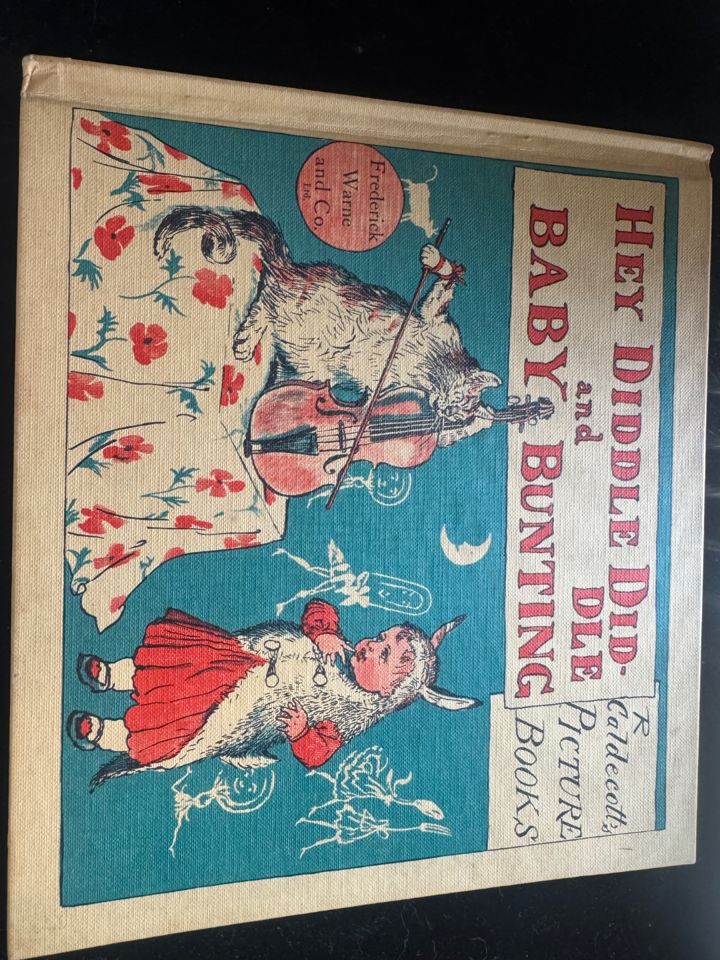 HEY DIDDLE DID-
DLE
and
BABY BUNTING
R Caldecott's
PICTURE
BOOKS
Frederick
Warne
and Co.
Ltd.